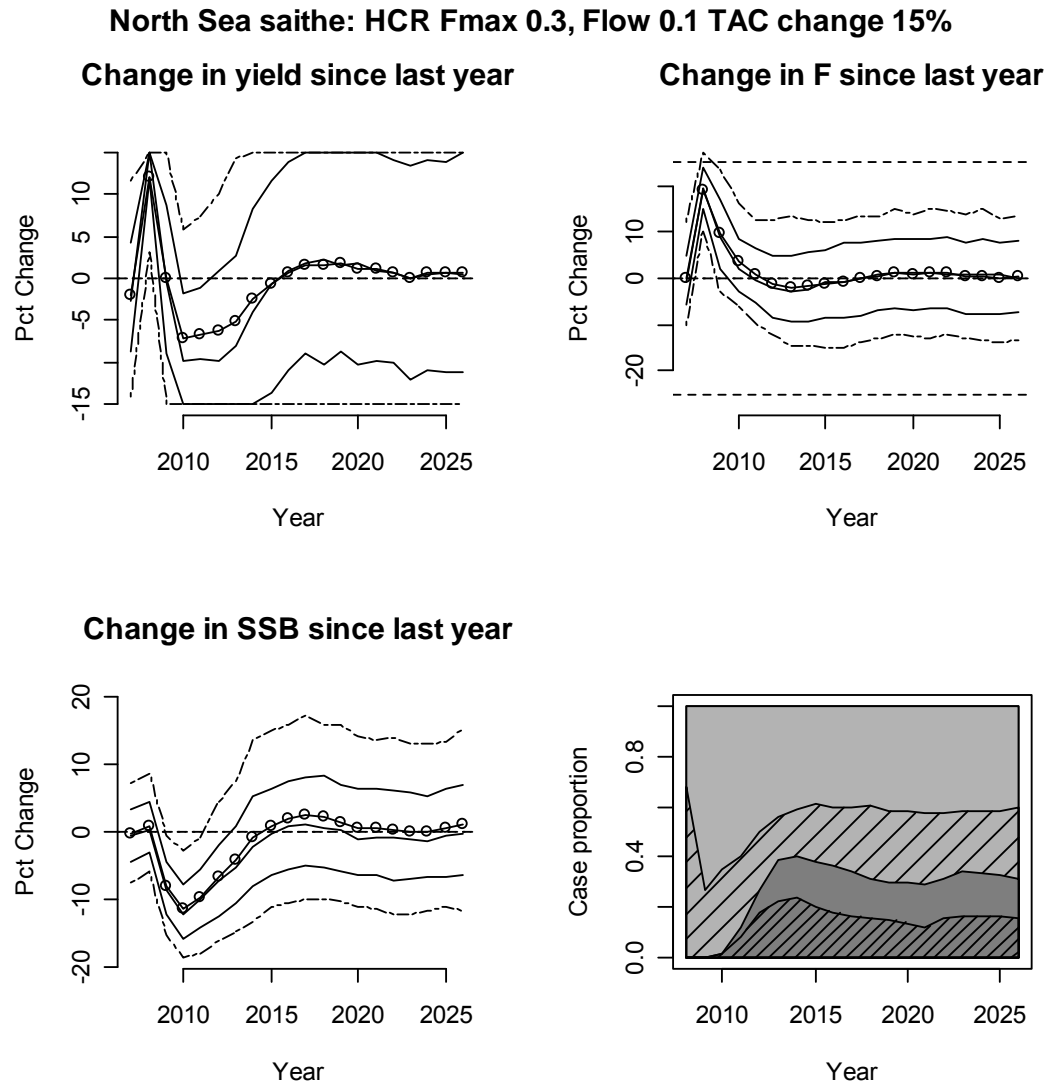 North Sea saithe: HCR Fmax 0.3, Flow 0.1 TAC change 15%
Change in yield since last year
Change in F since last year
Pct Change
10
5
0
-5
-15
2010 2015 2020 2025
Year
Pct Change
10
0
-20
2010 2015 2020 2025
Year
Change in SSB since last year
Pct Change
20
10
0
-10
-20
2010 2015 2020 2025
Year
Case proportion
0.8
0.4
0.0
2010 2015 2020 2025
Year